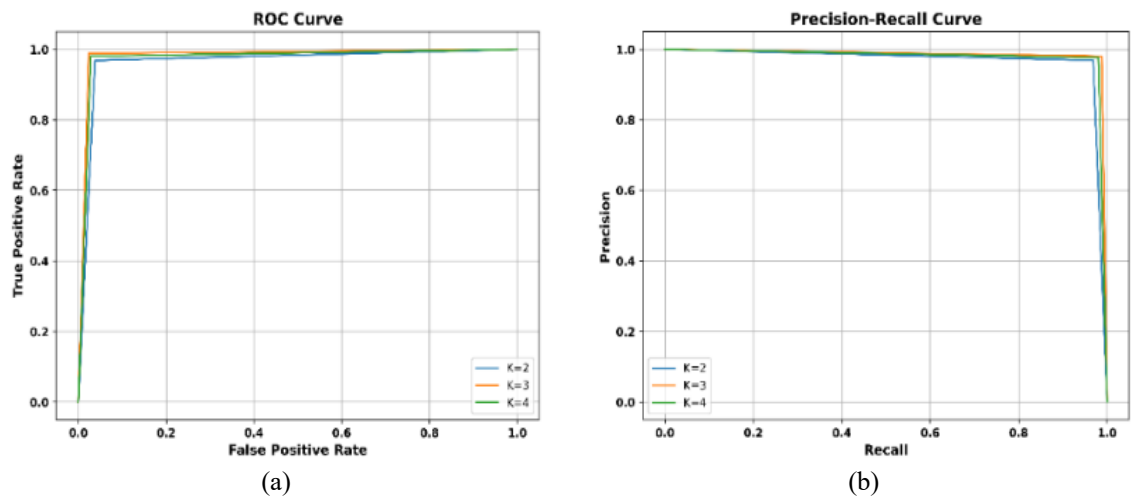 ROC Curve
1.0
0.8
0.6
0.4
0.2
0.0
True Positive Rate
K=2
K=3
K=4
0.0 0.2 0.4 0.6 0.8 1.0
False Positive Rate
(a)
Precision-Recall Curve
1.0
0.8
0.6
0.4
0.2
0.0
Precision
K=2
K=3
K=4
0.0 0.2 0.4 0.6 0.8 1.0
Recall
(b)